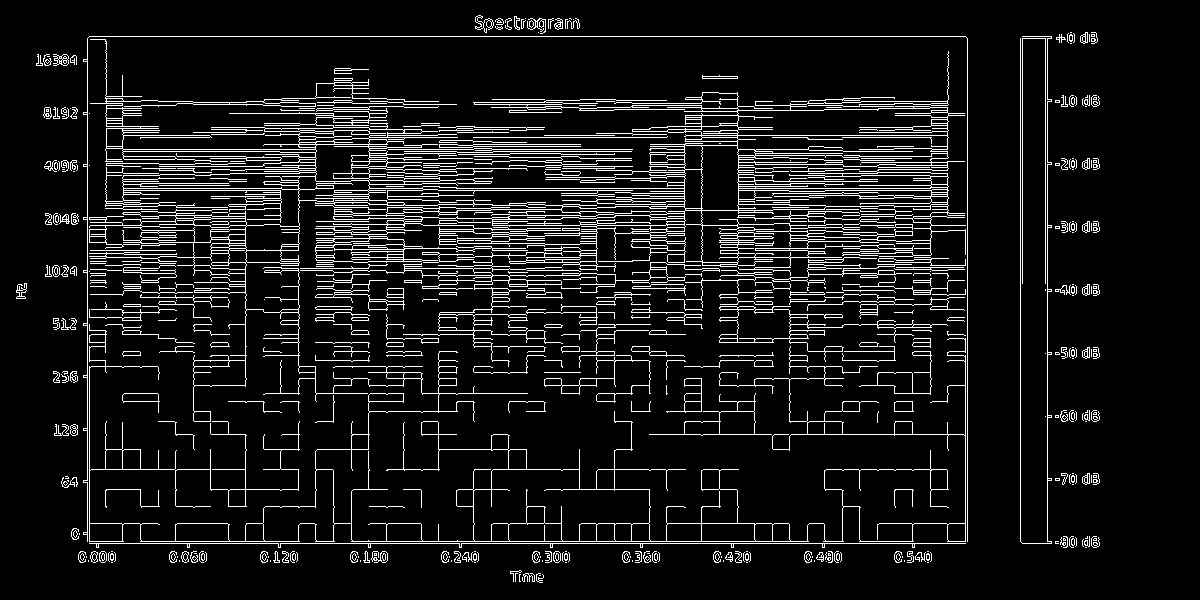 Spectrogram
16384
8192
4096
2048
1024
512
256
128
64
0
Hz
0.000 0.060 0.120 0.180 0.240 0.300 0.360 0.420 0.480 0.540
Time
+0 dB
-10 dB
-20 dB
-30 dB
-40 dB
-50 dB
-60 dB
-70 dB
-80 dB